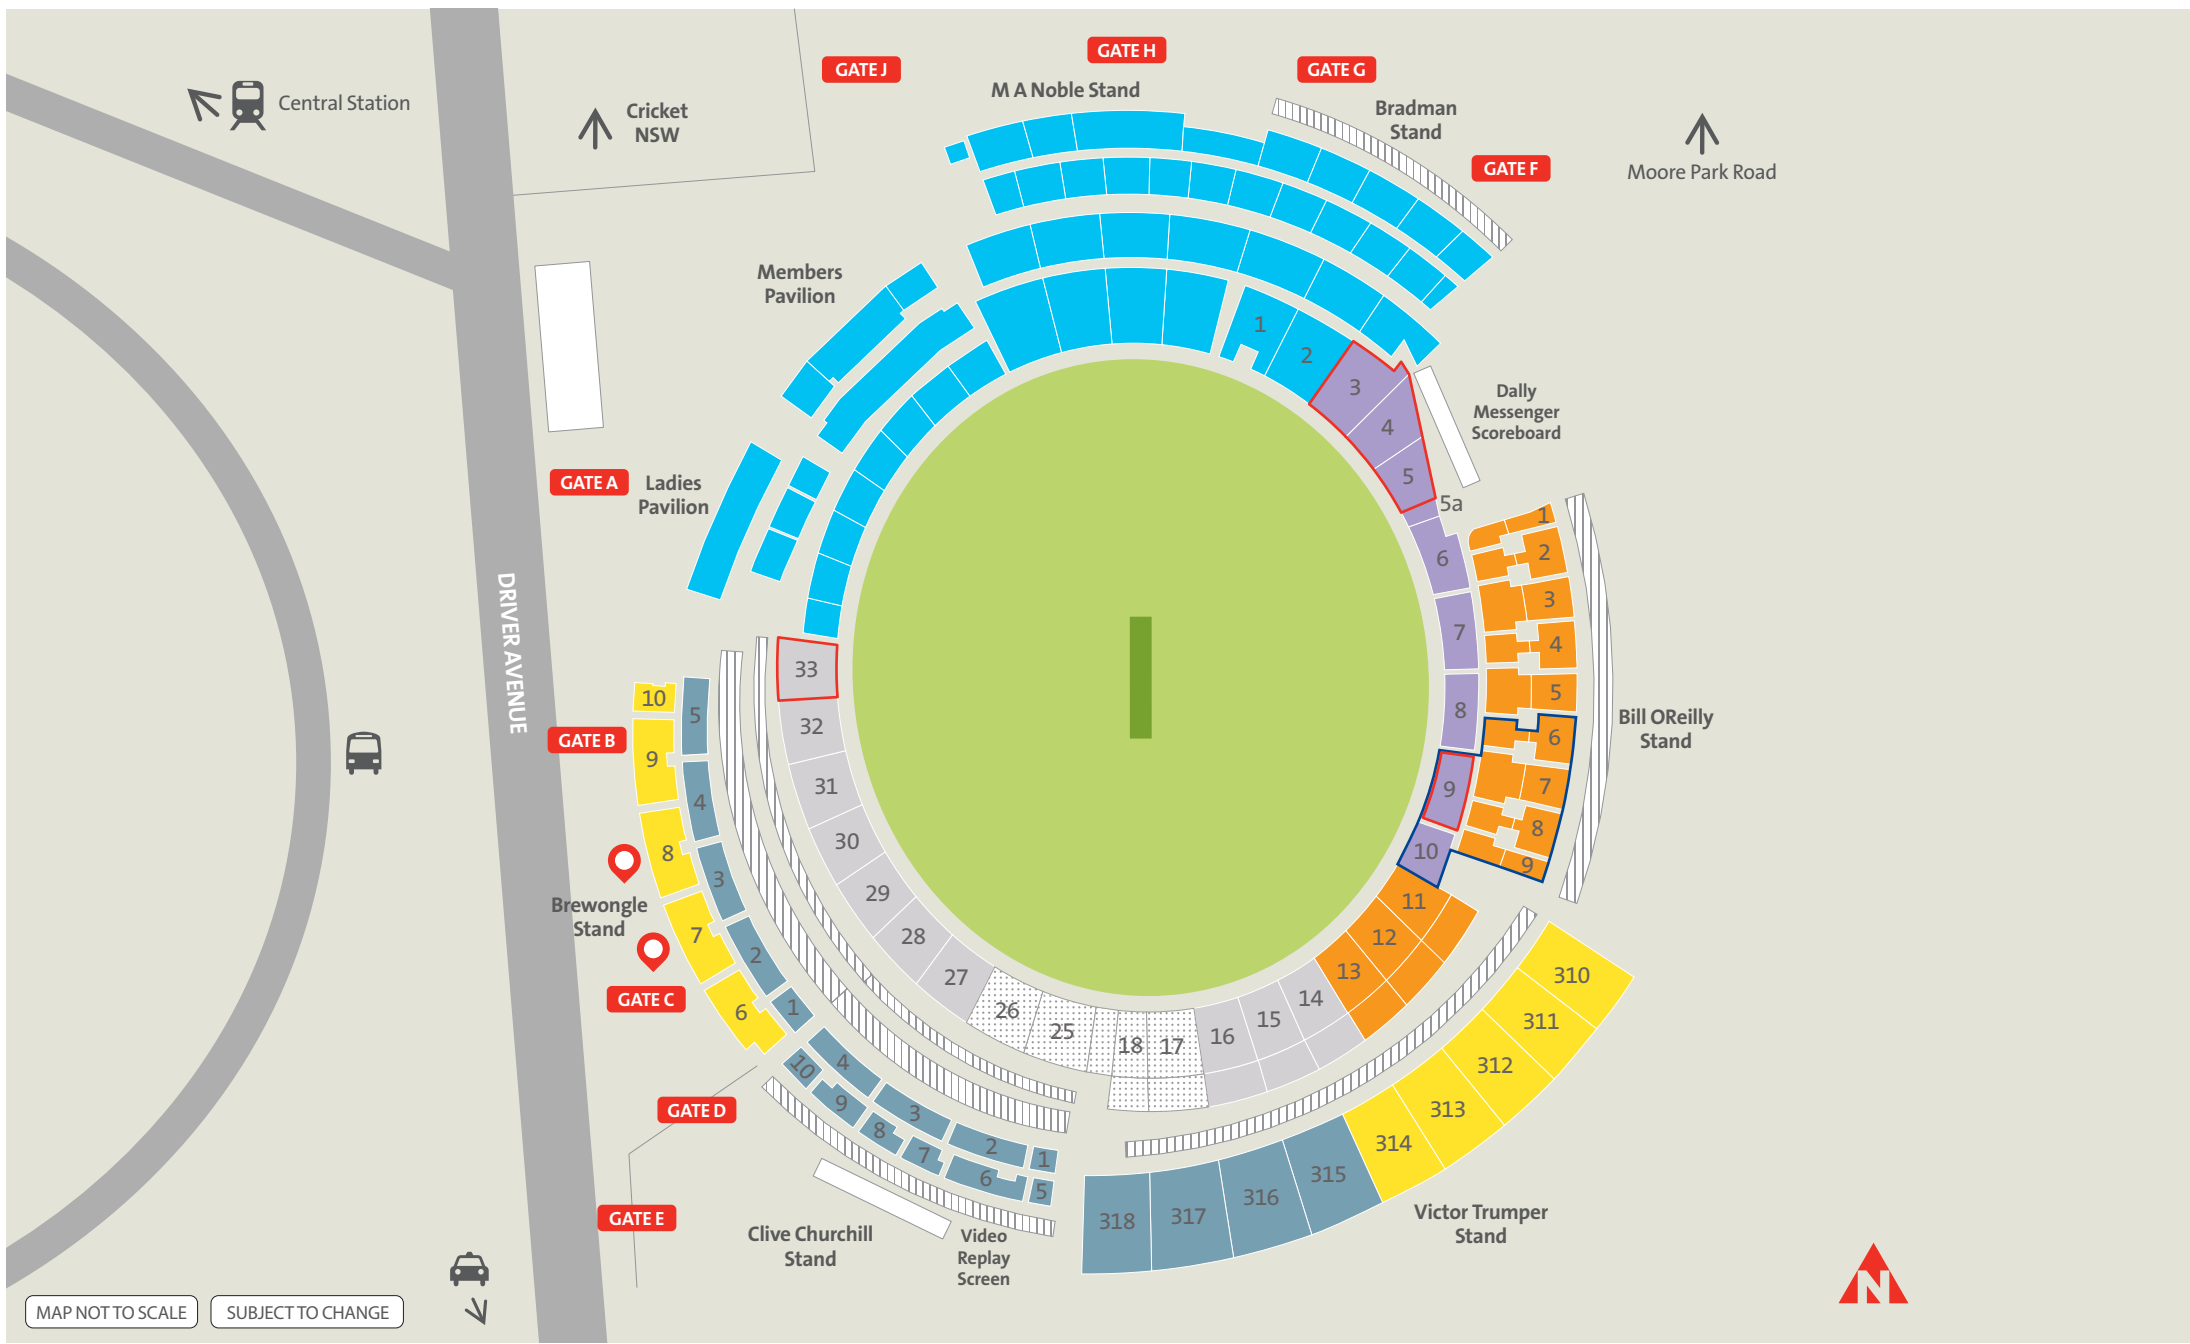 GATE H
GATE J
GATE G
M A Noble Stand
Central Station
Cricket
NSW
Bradman
Stand
GATE F
Moore Park Road
Members
Pavilion
1
2
3
4
5
5a
6
7
8
9
10
11
12
13
14
15
16
17
18
25
26
27
28
29
30
31
32
33
Dally
Messenger
Scoreboard
GATE A
Ladies
Pavilion
DRIVER AVENUE
1
2
3
4
5
6
7
8
9
Bill OReilly
Stand
10
9
8
7
6
5
4
3
2
1
GATE B
Brewongle
Stand
GATE C
GATE D
GATE E
4
3
2
1
10
9
8
7
6
5
Clive Churchill
Stand
Video
Replay
Screen
310
311
312
313
314
315
316
317
318
Victor Trumper
Stand
N
MAP NOT TO SCALE
SUBJECT TO CHANGE